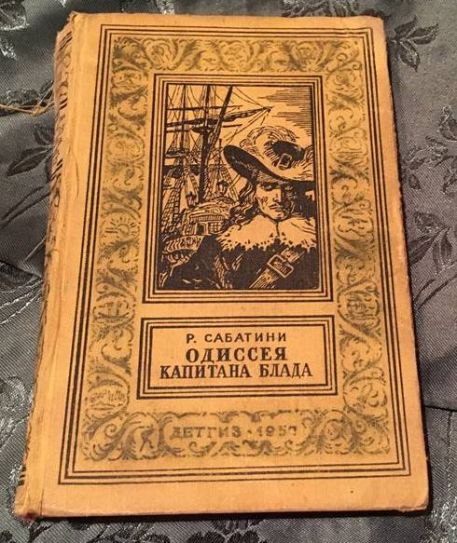 Р. САБАТИНИ
ОДИССЕЯ
КАПИТАНА БЛАДА
ДЕТГИЗ · 1957